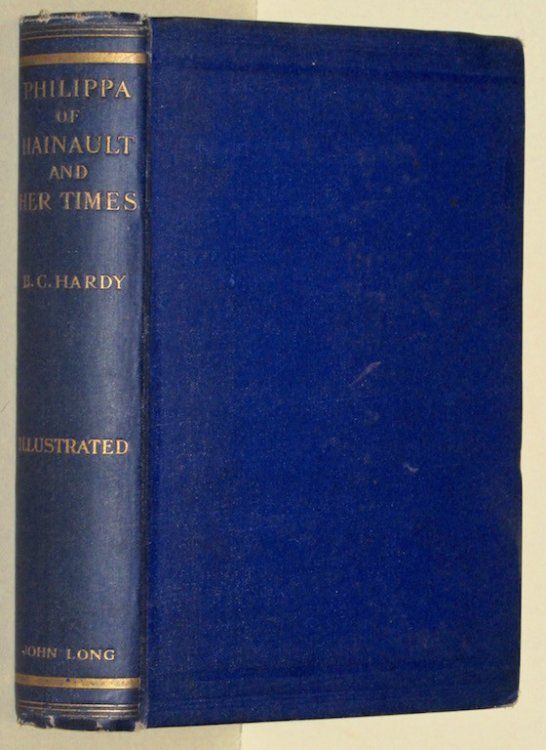 PHILIPPA
OF
HAINAULT
AND
HER TIMES
B. C. HARDY
ILLUSTRATED
JOHN LONG